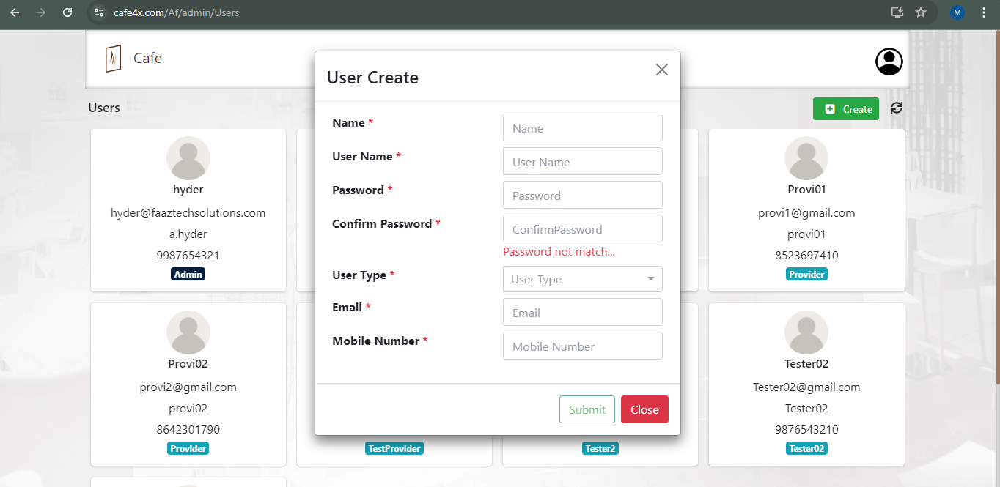 cafe4x.com/Af/admin/Users
M
Cafe
Users
Create
User Create
Name *
Name
User Name *
User Name
Password *
Password
Confirm Password *
ConfirmPassword
Password not match...
User Type *
User Type
Email *
Email
Mobile Number *
Mobile Number
Submit
Close
hyder
hyder@faaztechsolutions.com
a.hyder
9987654321
Admin
Provi01
provi1@gmail.com
provi01
8523697410
Provider
Provi02
provi2@gmail.com
provi02
8642301790
Provider
TestProvider
Tester2
Tester02
Tester02@gmail.com
Tester02
9876543210
Tester02